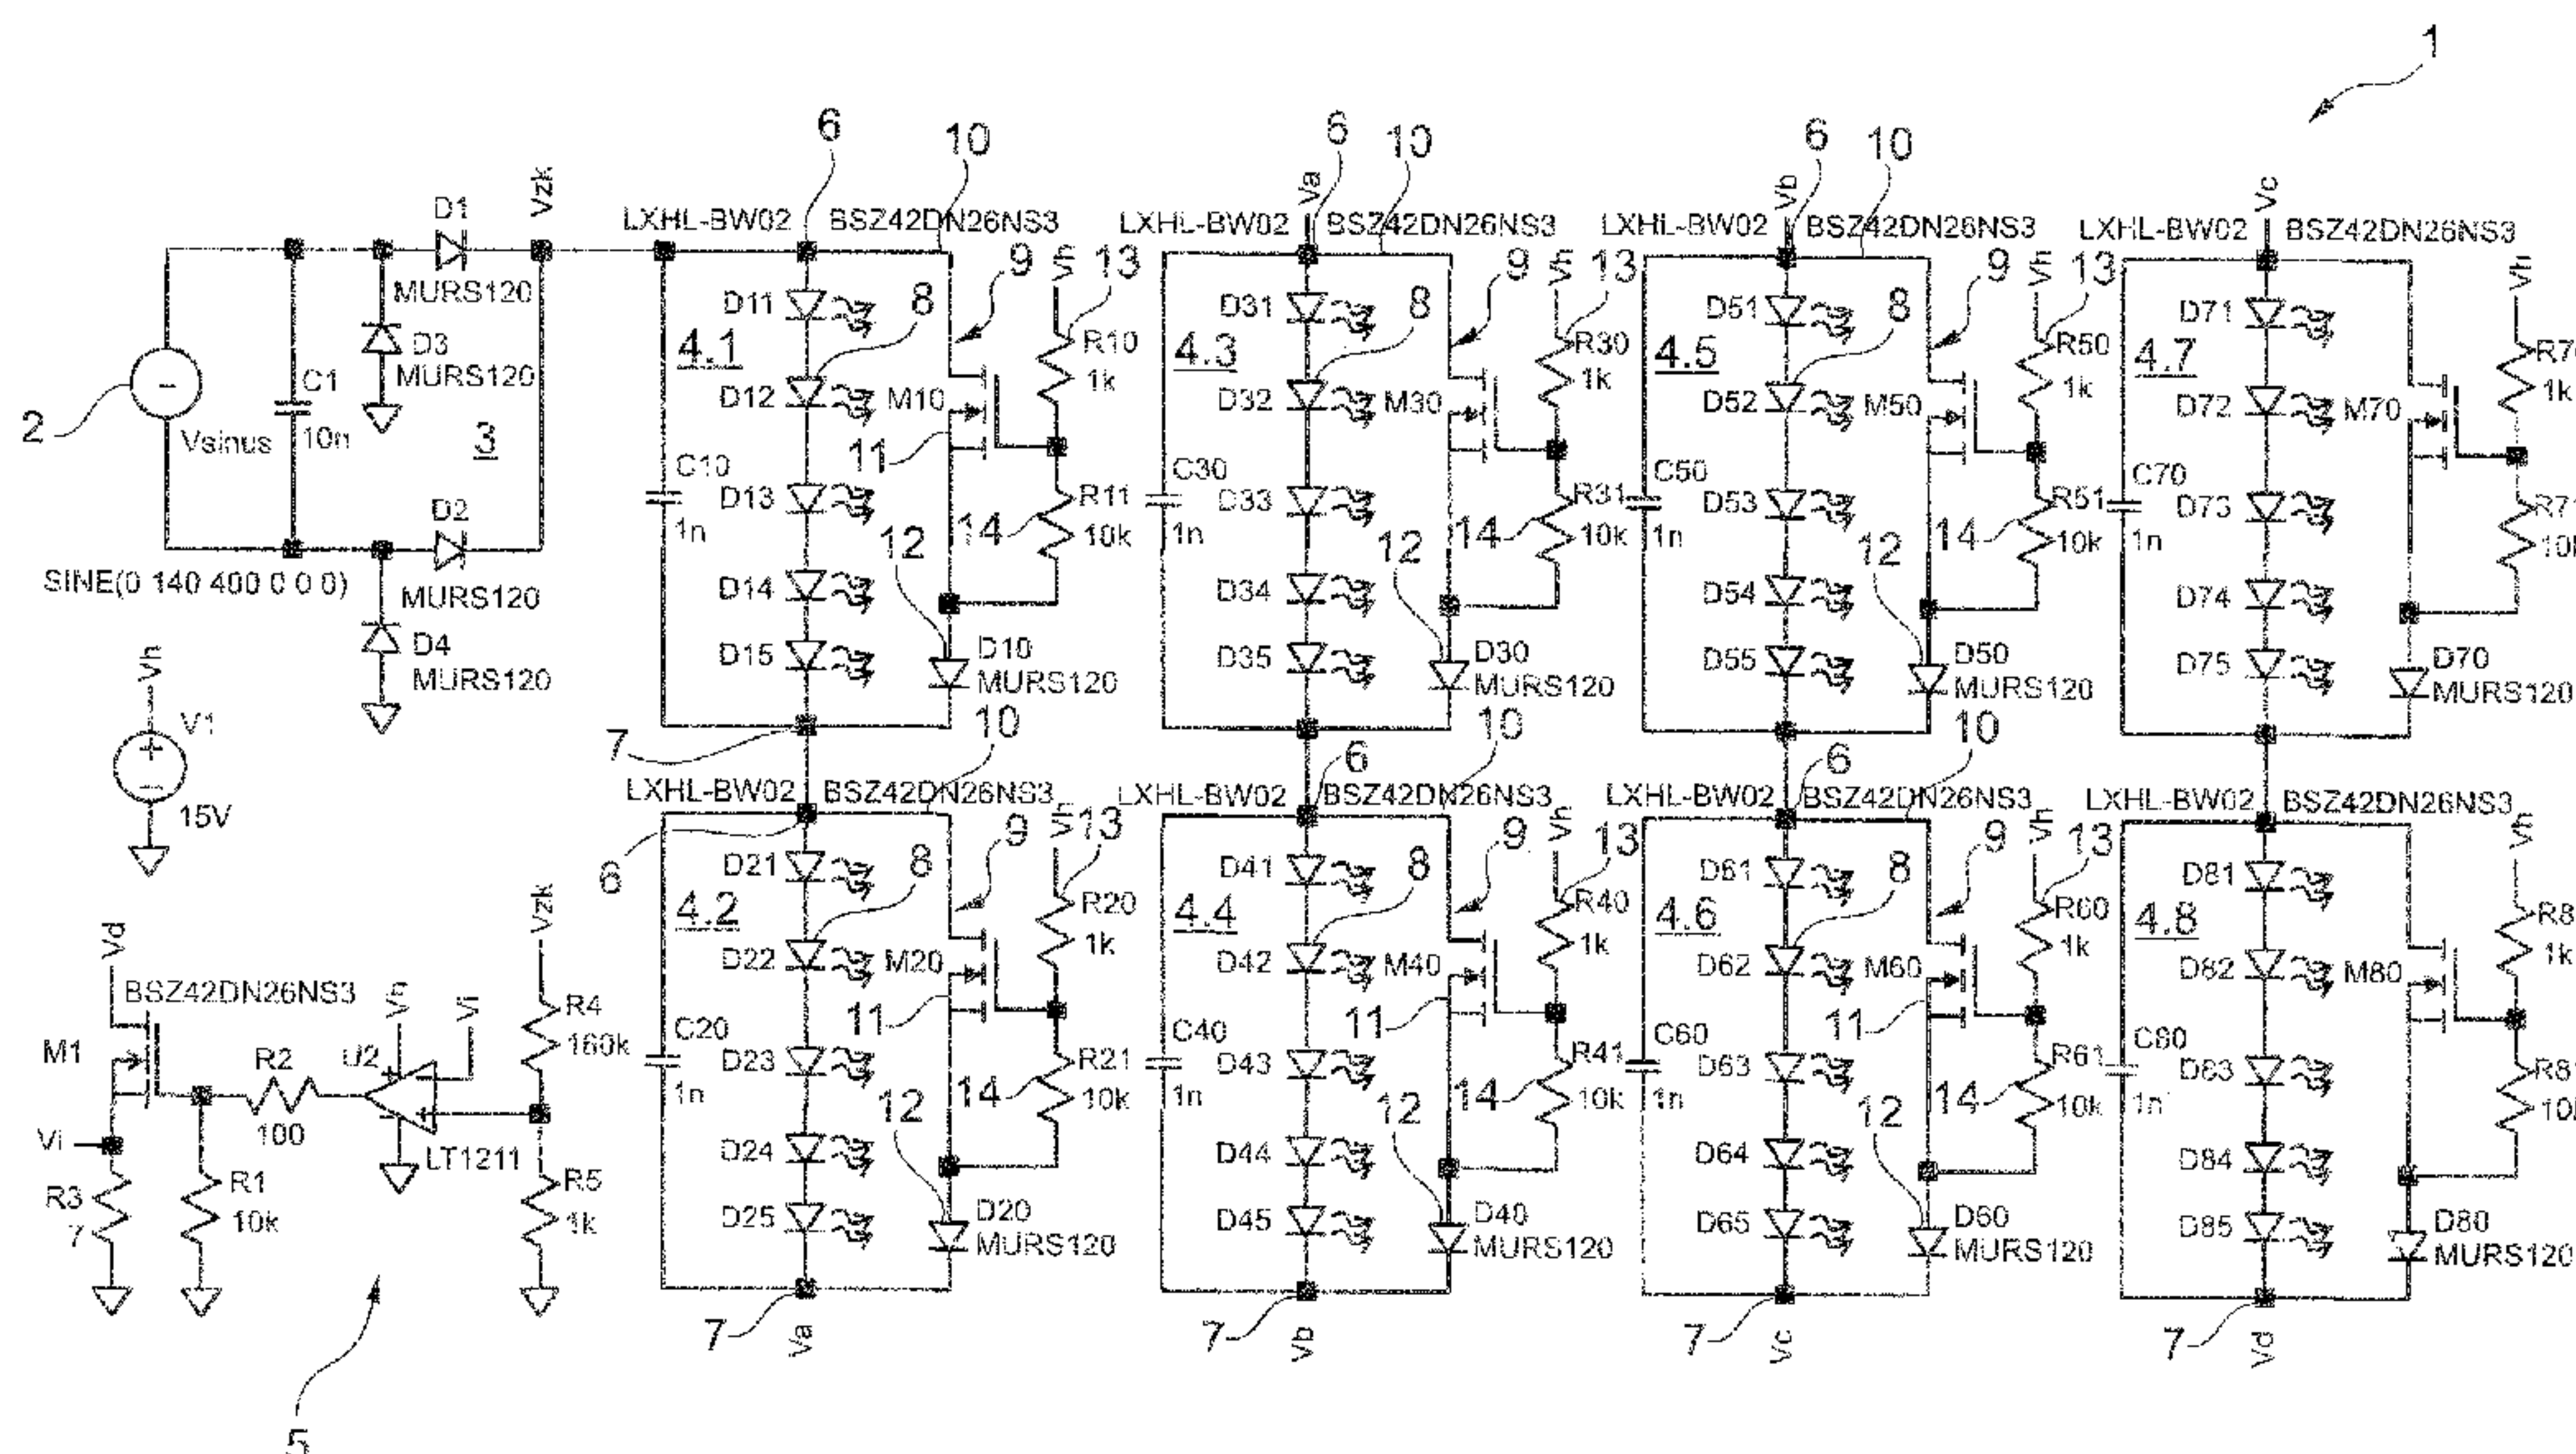 1
2
Vsinus
SINE(0 140 400 0 0 0)
C1
10n
D1
MURS120
D3
MURS120
3
D2
MURS120
D4
MURS120
Vzk
Vh
V1
15V
Vd
BSZ42DN26NS3
M1
Vi
R3
7
R1
10k
R2
100
U2
Vh
Vi
LT1211
Vzk
R4
160k
R5
1k
5
LXHL-BW02
6
BSZ42DN26NS3
10
9
Vh
13
D11
8
4.1
R10
1k
D12
M10
11
C10
1n
D13
14
R11
10k
12
D14
D15
D10
MURS120
7
LXHL-BW02
BSZ42DN26NS3
10
6
9
Vh
13
D21
8
4.2
R20
1k
D22
M20
11
C20
1n
D23
14
R21
10k
12
D24
D25
D20
MURS120
7
Va
Va
6
10
LXHL-BW02
BSZ42DN26NS3
9
Vh
13
D31
8
4.3
R30
1k
D32
M30
C30
1n
D33
14
R31
10k
12
D34
D35
D30
MURS120
10
6
LXHL-BW02
BSZ42DN26NS3
9
Vh
13
D41
8
4.4
R40
1k
D42
M40
11
C40
1n
D43
14
R41
10k
12
D44
D45
D40
MURS120
7
Vb
Vb
6
10
LXHL-BW02
BSZ42DN26NS3
9
Vh
13
D51
8
4.5
R50
1k
D52
M50
C50
1n
D53
14
R51
10k
12
D54
D55
D50
MURS120
10
6
LXHL-BW02
BSZ42DN26NS3
9
Vh
13
D61
8
4.6
R60
1k
D62
M60
11
C60
1n
D63
14
R61
10k
12
D64
D65
D60
MURS120
7
Vc
Vc
LXHL-BW02
BSZ42DN26NS3
Vh
D71
4.7
1k
D72
M70
C70
1n
D73
D74
D75
D70
MURS120
LXHL-BW02
BSZ42DN26NS3
Vh
D81
4.8
1k
D82
M80
C80
1n
D83
D84
D85
D80
MURS120
7
Vd